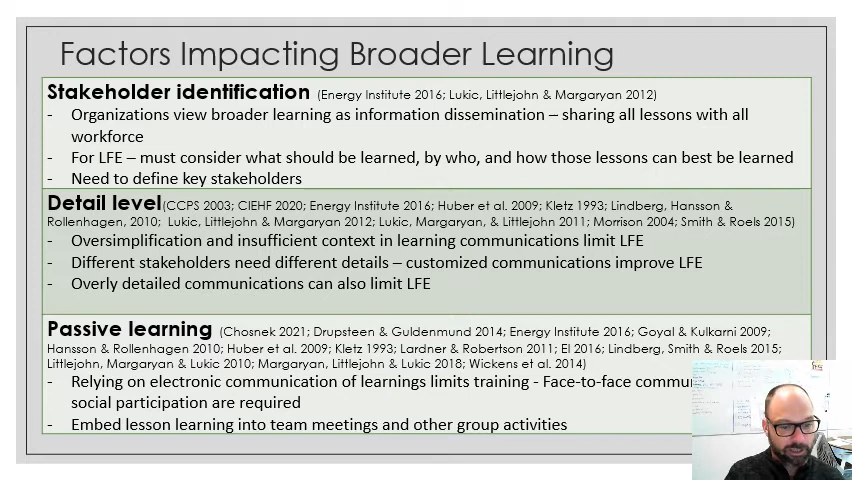 Factors Impacting Broader Learning
Stakeholder identification (Energy Institute 2016; Lukic, Littlejohn & Margaryan 2012)
- Organizations view broader learning as information dissemination – sharing all lessons with all
workforce
- For LFE – must consider what should be learned, by who, and how those lessons can best be learned
- Need to define key stakeholders
Detail level(CCPS 2003; CIEHF 2020; Energy Institute 2016; Huber et al. 2009; Kletz 1993; Lindberg, Hansson &
Rollenhagen, 2010; Lukic, Littlejohn & Margaryan 2012; Lukic, Margaryan, & Littlejohn 2011; Morrison 2004; Smith & Roels 2015)
- Oversimplification and insufficient context in learning communications limit LFE
- Different stakeholders need different details – customized communications improve LFE
- Overly detailed communications can also limit LFE
Passive learning (Chosnek 2021; Drupsteen & Guldenmund 2014; Energy Institute 2016; Goyal & Kulkarni 2009;
Hansson & Rollenhagen 2010; Huber et al. 2009; Kletz 1993; Lardner & Robertson 2011; EI 2016; Lindberg, Smith & Roels 2015;
Littlejohn, Margaryan & Lukic 2010; Margaryan, Littlejohn & Lukic 2018; Wickens et al. 2014)
- Relying on electronic communication of learnings limits training - Face-to-face commu
social participation are required
- Embed lesson learning into team meetings and other group activities